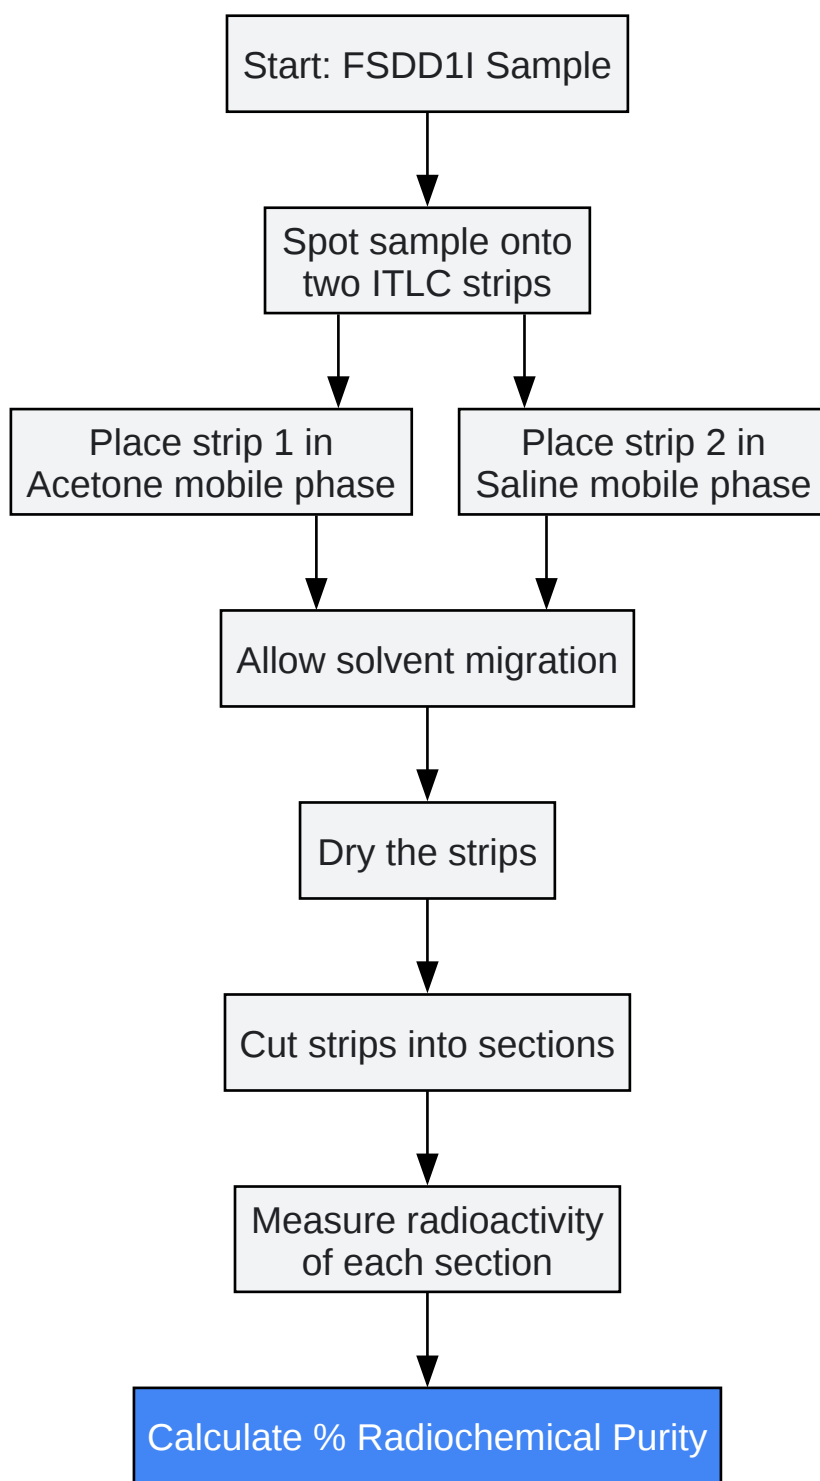 Start: FSDD1I Sample
Spot sample onto
two ITLC strips
Place strip 1 in
Acetone mobile phase
Place strip 2 in
Saline mobile phase
Allow solvent migration
Dry the strips
Cut strips into sections
Measure radioactivity
of each section
Calculate % Radiochemical Purity